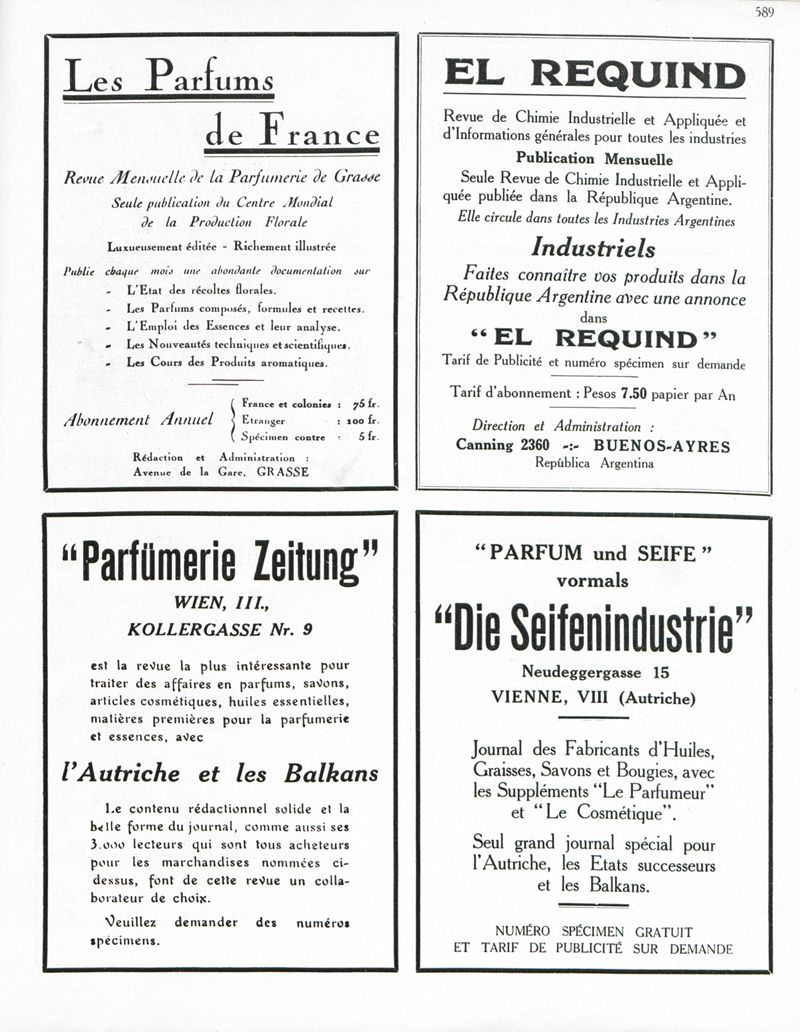 589
Les Parfums
de France
Revue Mensuelle de la Parfumerie de Grasse
Seule publication du Centre Mondial
de la Production Florale
Luxueusement éditée - Richement illustrée
Publie chaque mois une abondante documentation sur
- L'Etat des récoltes florales.
- Les Parfums composés, formules et recettes.
- L'Emploi des Essences et leur analyse.
- Les Nouveautés techniques et scientifiques.
- Les Cours des Produits aromatiques.
Abonnement Annuel
France et colonies : 75 fr.
Etranger : 100 fr.
Spécimen contre : 5 fr.
Rédaction et Administration :
Avenue de la Gare, GRASSE
EL REQUIND
Revue de Chimie Industrielle et Appliquée et
d'Informations générales pour toutes les industries
Publication Mensuelle
Seule Revue de Chimie Industrielle et Appli-
quée publiée dans la République Argentine.
Elle circule dans toutes les Industries Argentines
Industriels
Faites connaître vos produits dans la
République Argentine avec une annonce
dans
"EL REQUIND"
Tarif de Publicité et numéro spécimen sur demande
Tarif d'abonnement : Pesos 7.50 papier par An
Direction et Administration :
Canning 2360 -:- BUENOS-AYRES
República Argentina
"Parfümerie Zeitung"
WIEN, III.,
KOLLERGASSE Nr. 9
est la revue la plus intéressante pour
traiter des affaires en parfums, savons,
articles cosmétiques, huiles essentielles,
matières premières pour la parfumerie
et essences, avec
l'Autriche et les Balkans
Le contenu rédactionnel solide et la
belle forme du journal, comme aussi ses
3.000 lecteurs qui sont tous acheteurs
pour les marchandises nommées ci-
dessus, font de cette revue un colla-
borateur de choix.
Veuillez demander des numéros
spécimens.
"PARFUM und SEIFE"
vormals
"Die Seifenindustrie"
Neudeggergasse 15
VIENNE, VIII (Autriche)
Journal des Fabricants d'Huiles,
Graisses, Savons et Bougies, avec
les Suppléments "Le Parfumeur"
et "Le Cosmétique".
Seul grand journal spécial pour
l'Autriche, les Etats successeurs
et les Balkans.
NUMÉRO SPÉCIMEN GRATUIT
ET TARIF DE PUBLICITÉ SUR DEMANDE